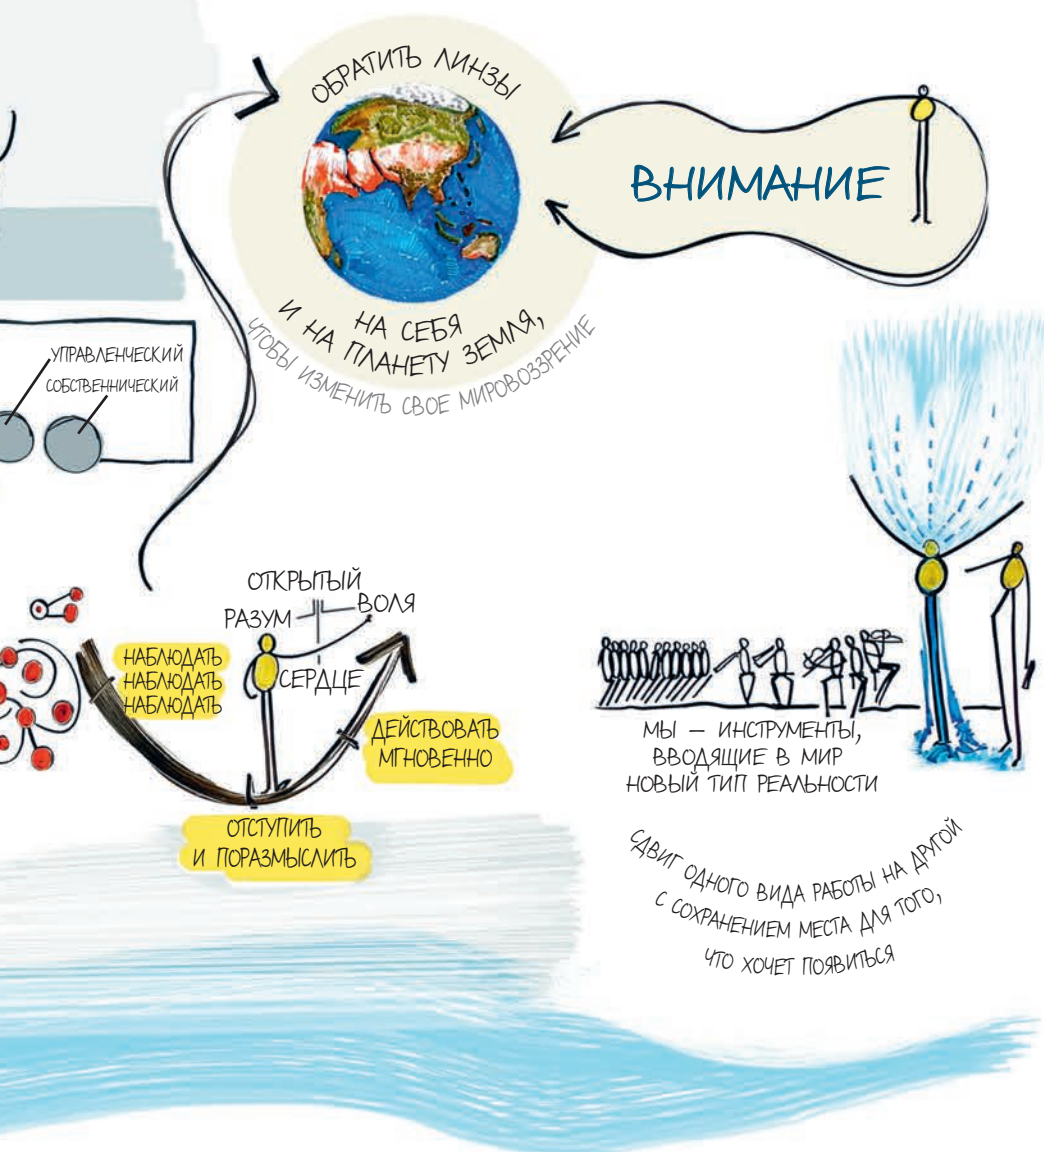 ОБРАТИТЬ ЛИНЗЫ
НА СЕБЯ
И НА ПЛАНЕТУ ЗЕМЛЯ,
ЧТОБЫ ИЗМЕНИТЬ СВОЕ МИРОВОЗЗРЕНИЕ
ВНИМАНИЕ
УПРАВЛЕНЧЕСКИЙ
СОБСТВЕННИЧЕСКИЙ
ОТКРЫТЫЙ
РАЗУМ
ВОЛЯ
СЕРДЦЕ
НАБЛЮДАТЬ
НАБЛЮДАТЬ
НАБЛЮДАТЬ
ДЕЙСТВОВАТЬ
МГНОВЕННО
ОТСТУПИТЬ
И ПОРАЗМЫСЛИТЬ
МЫ – ИНСТРУМЕНТЫ,
ВВОДЯЩИЕ В МИР
НОВЫЙ ТИП РЕАЛЬНОСТИ
СДВИГ ОДНОГО ВИДА РАБОТЫ НА ДРУГОЙ
С СОХРАНЕНИЕМ МЕСТА ДЛЯ ТОГО,
ЧТО ХОЧЕТ ПОЯВИТЬСЯ